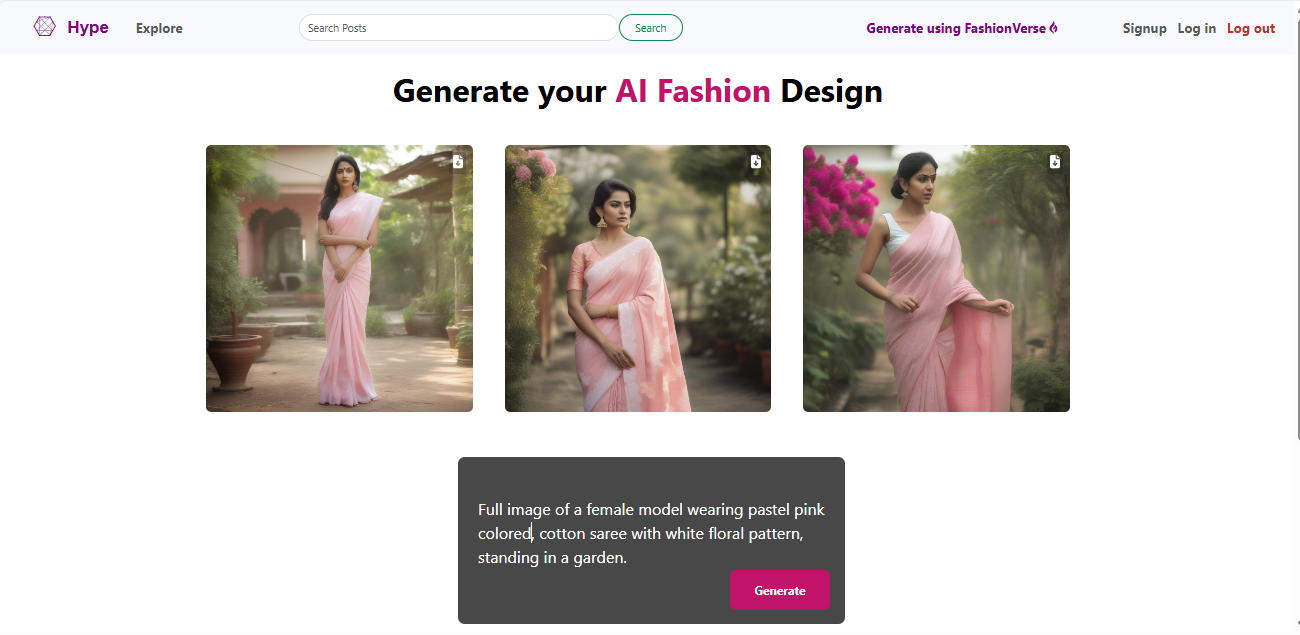 Hype
Explore
Search Posts
Search
Generate using FashionVerse
Signup
Log in
Log out
Generate your AI Fashion Design
Full image of a female model wearing pastel pink
colored, cotton saree with white floral pattern,
standing in a garden.
Generate